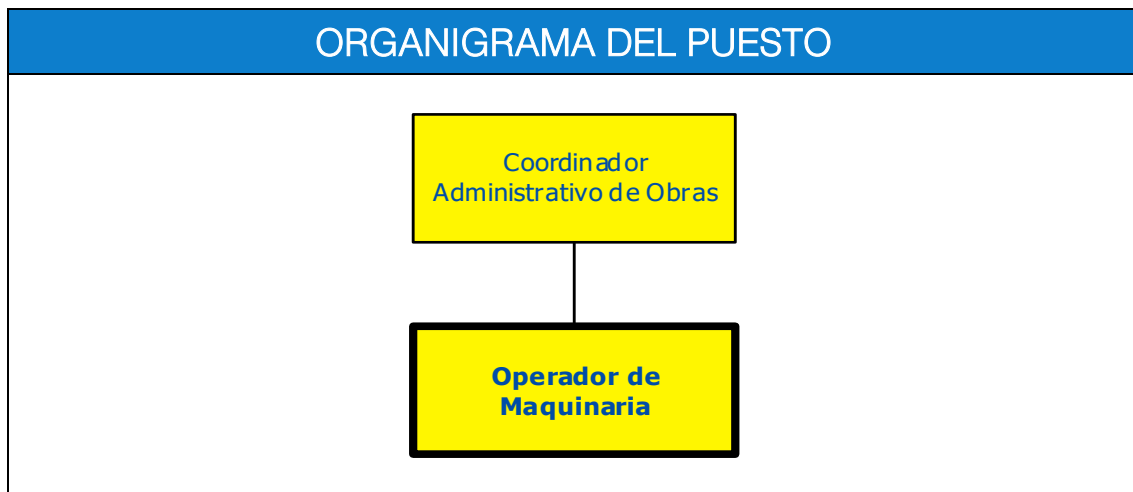 ORGANIGRAMA DEL PUESTO
Coordinador
Administrativo de Obras
Operador de
Maquinaria